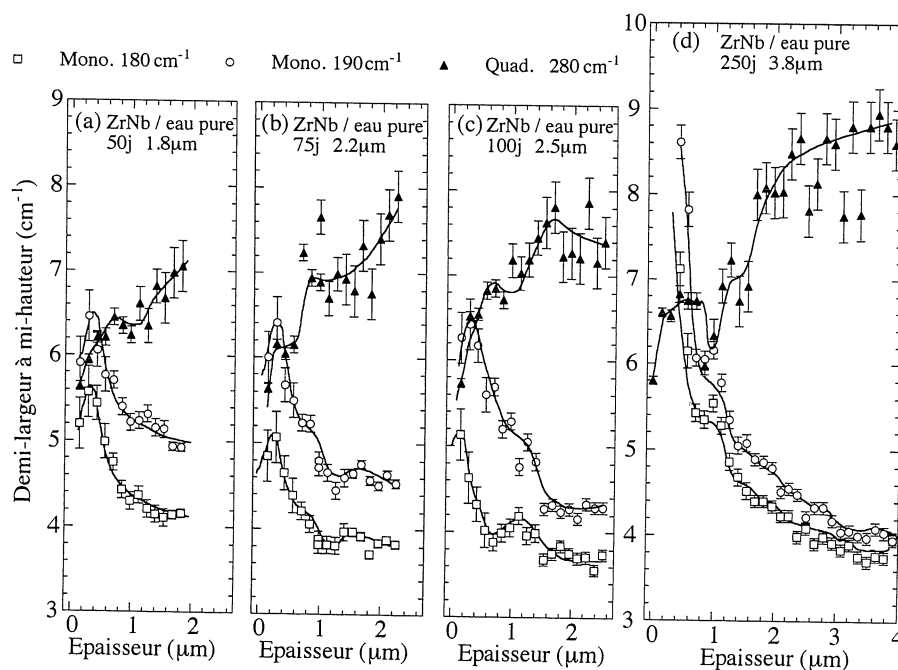 Mono. 180 cm⁻¹ Mono. 190 cm⁻¹ Quad. 280 cm⁻¹
(a) ZrNb / eau pure
50j 1.8µm
(b) ZrNb / eau pure
75j 2.2µm
(c) ZrNb / eau pure
100j 2.5µm
(d) ZrNb / eau pure
250j 3.8µm
Demi-largeur à mi-hauteur (cm⁻¹)
9
8
7
6
5
4
3
10
9
8
7
6
5
4
3
0 1 2
0 1 2
0 1 2
0 1 2 3 4
Epaisseur (µm)
Epaisseur (µm)
Epaisseur (µm)
Epaisseur (µm)